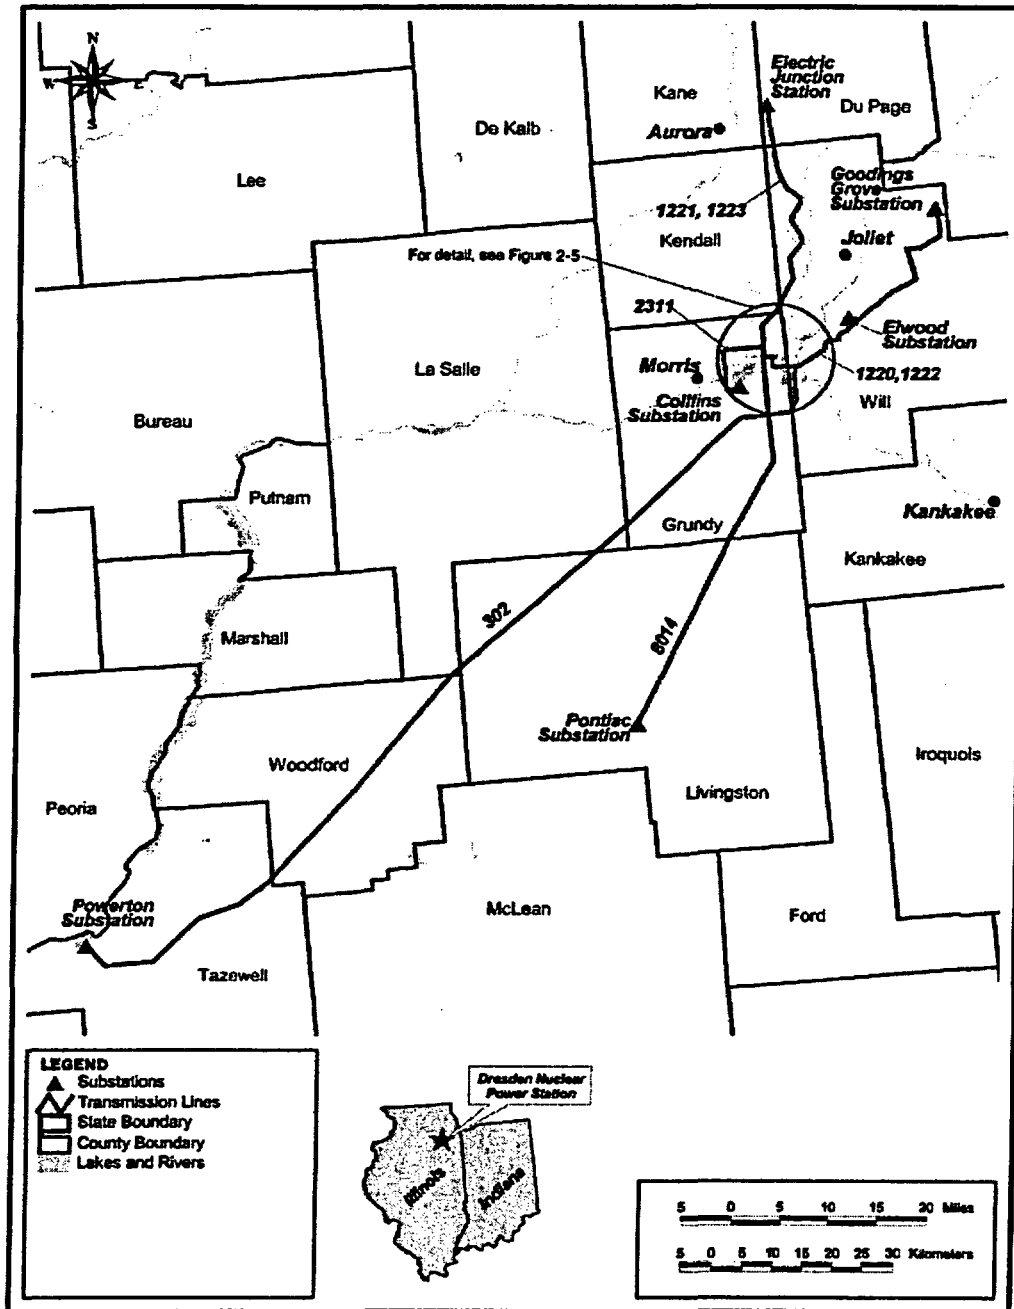 N
W
E
S
Electric
Junction
Station
Kane
Du Page
De Kalb
Aurora
Lee
Goodings
Grove
Substation
1221, 1223
Kendall
Joliet
For detail, see Figure 2-5
2311
Elwood
Substation
La Salle
Morris
Collins
Substation
1220,1222
Will
Bureau
Putnam
Grundy
Kankakee
Kankakee
302
8014
Marshall
Pontiac
Substation
Woodford
Iroquois
Livingston
Peoria
Powerton
Substation
McLean
Ford
Tazewell
LEGEND
Substations
Transmission Lines
State Boundary
County Boundary
Lakes and Rivers
Dresden Nuclear
Power Station
Illinois
Indiana
5 0 5 10 15 20 Miles
5 0 5 10 15 20 25 30 Kilometers